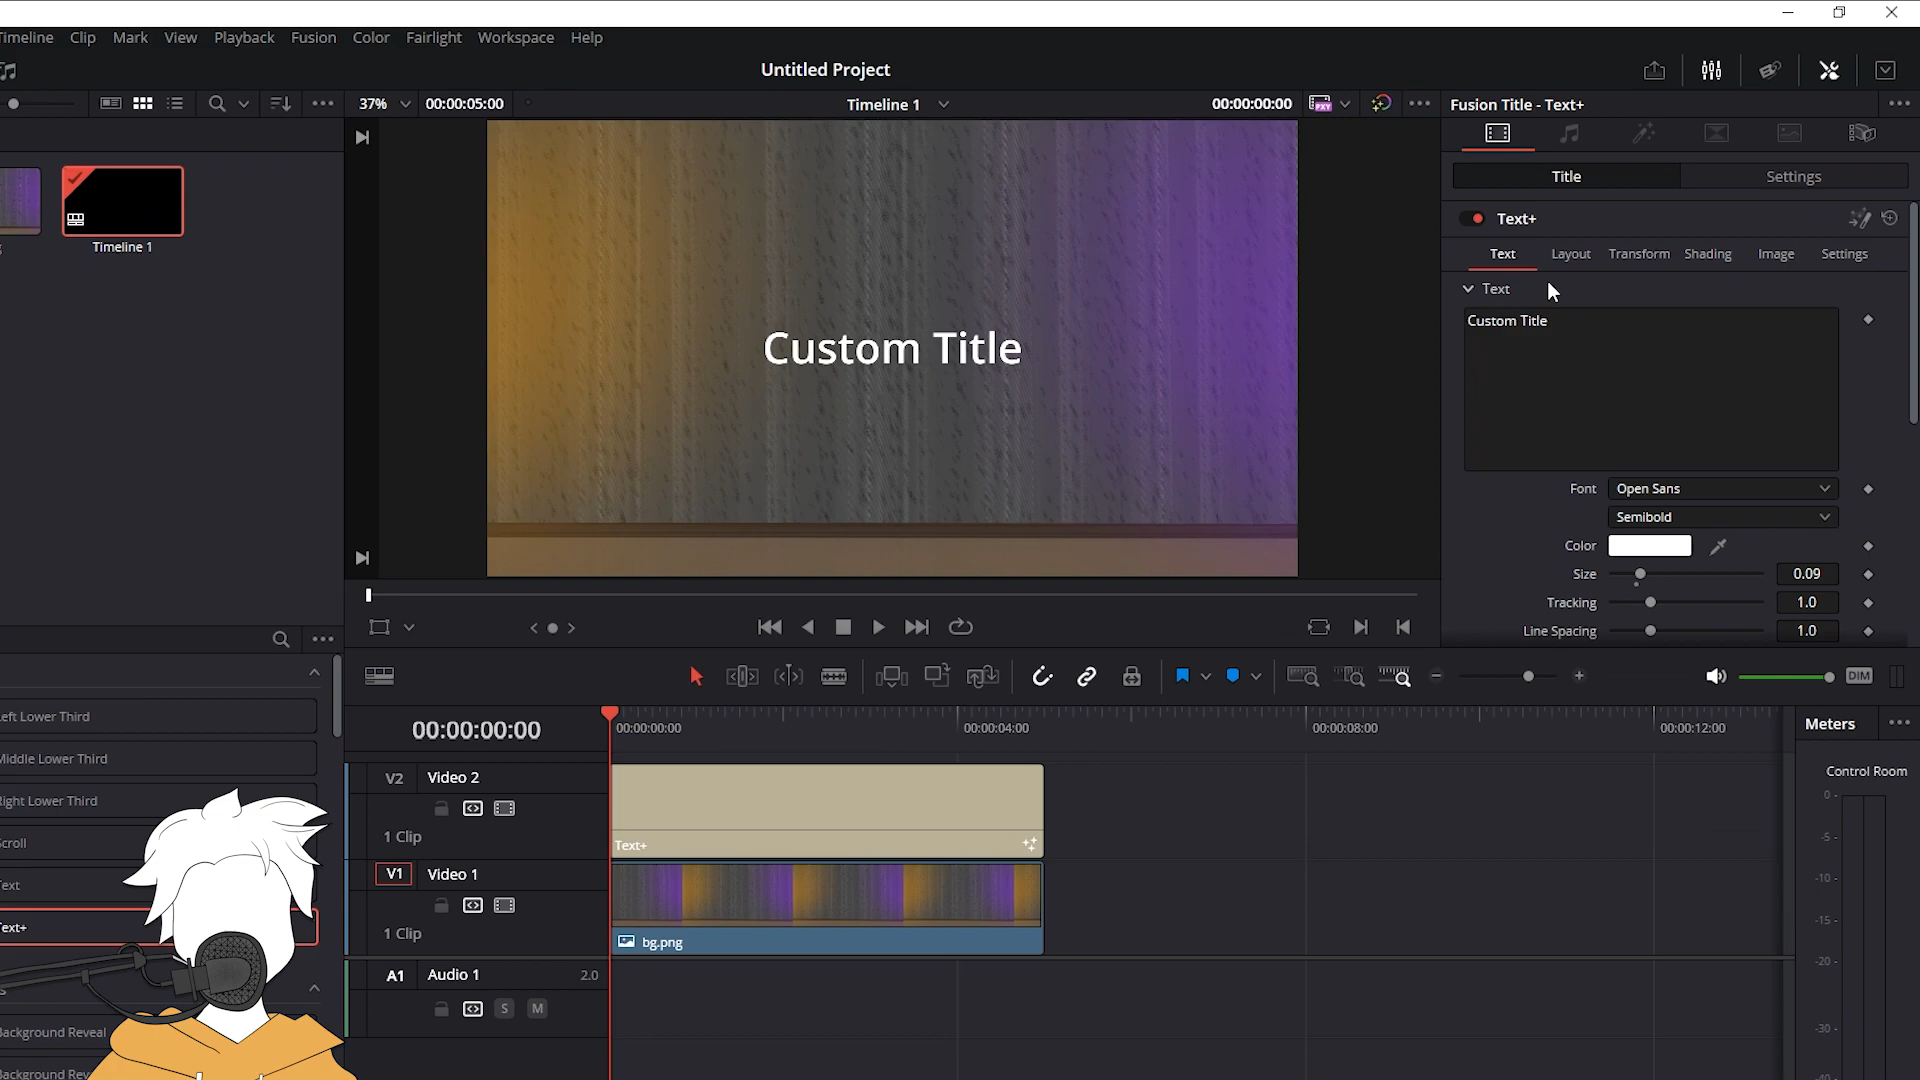 Timeline Clip Mark View Playback Fusion Color Fairlight Workspace Help
Untitled Project
37% 00:00:05:00 Timeline 1 00:00:00:00 PXY Fusion Title - Text+
Title Settings
Text+
Text Layout Transform Shading Image Settings
Text
Custom Title
Custom Title
Timeline 1
Font Open Sans
Semibold
Color
Size 0.09
Tracking 1.0
Line Spacing 1.0
DIM
Left Lower Third
Middle Lower Third
Right Lower Third
Scroll
Text
Text+
Background Reveal
Background Rev
00:00:00:00
00:00:00:00 00:00:04:00 00:00:08:00 00:00:12:00
V2 Video 2
1 Clip
Text+
V1 Video 1
1 Clip
bg.png
A1 Audio 1 2.0
S M
Meters
Control Room
0
-5
-10
-15
-20
-30
-40